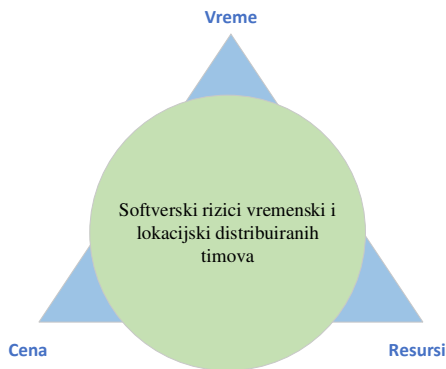 Vreme
Softverski rizici vremenski i
lokacijski distribuiranih
timova
Cena
Resursi